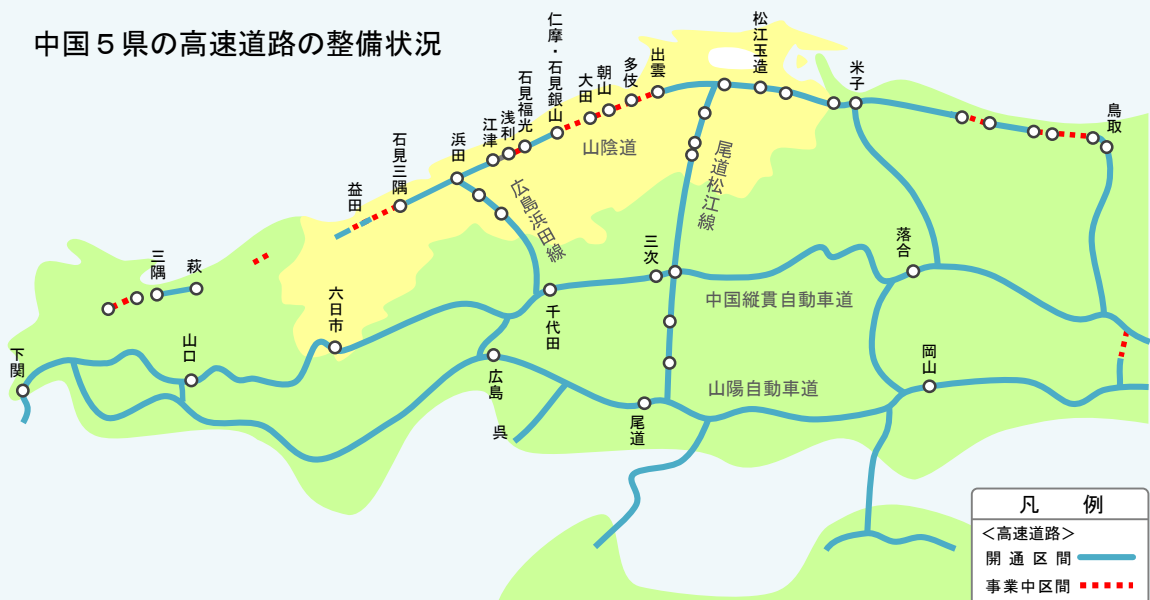 中国５県の高速道路の整備状況
仁摩・石見銀山
松江玉造
出雲
多伎
朝山
大田
石見福光
浅利
江津
浜田
石見三隅
益田
米子
鳥取
山陰道
尾道松江線
広島浜田線
三隅
萩
三次
落合
六日市
千代田
中国縦貫自動車道
山口
下関
広島
岡山
山陽自動車道
呉
尾道
凡 例
＜高速道路＞
開通区間
事業中区間